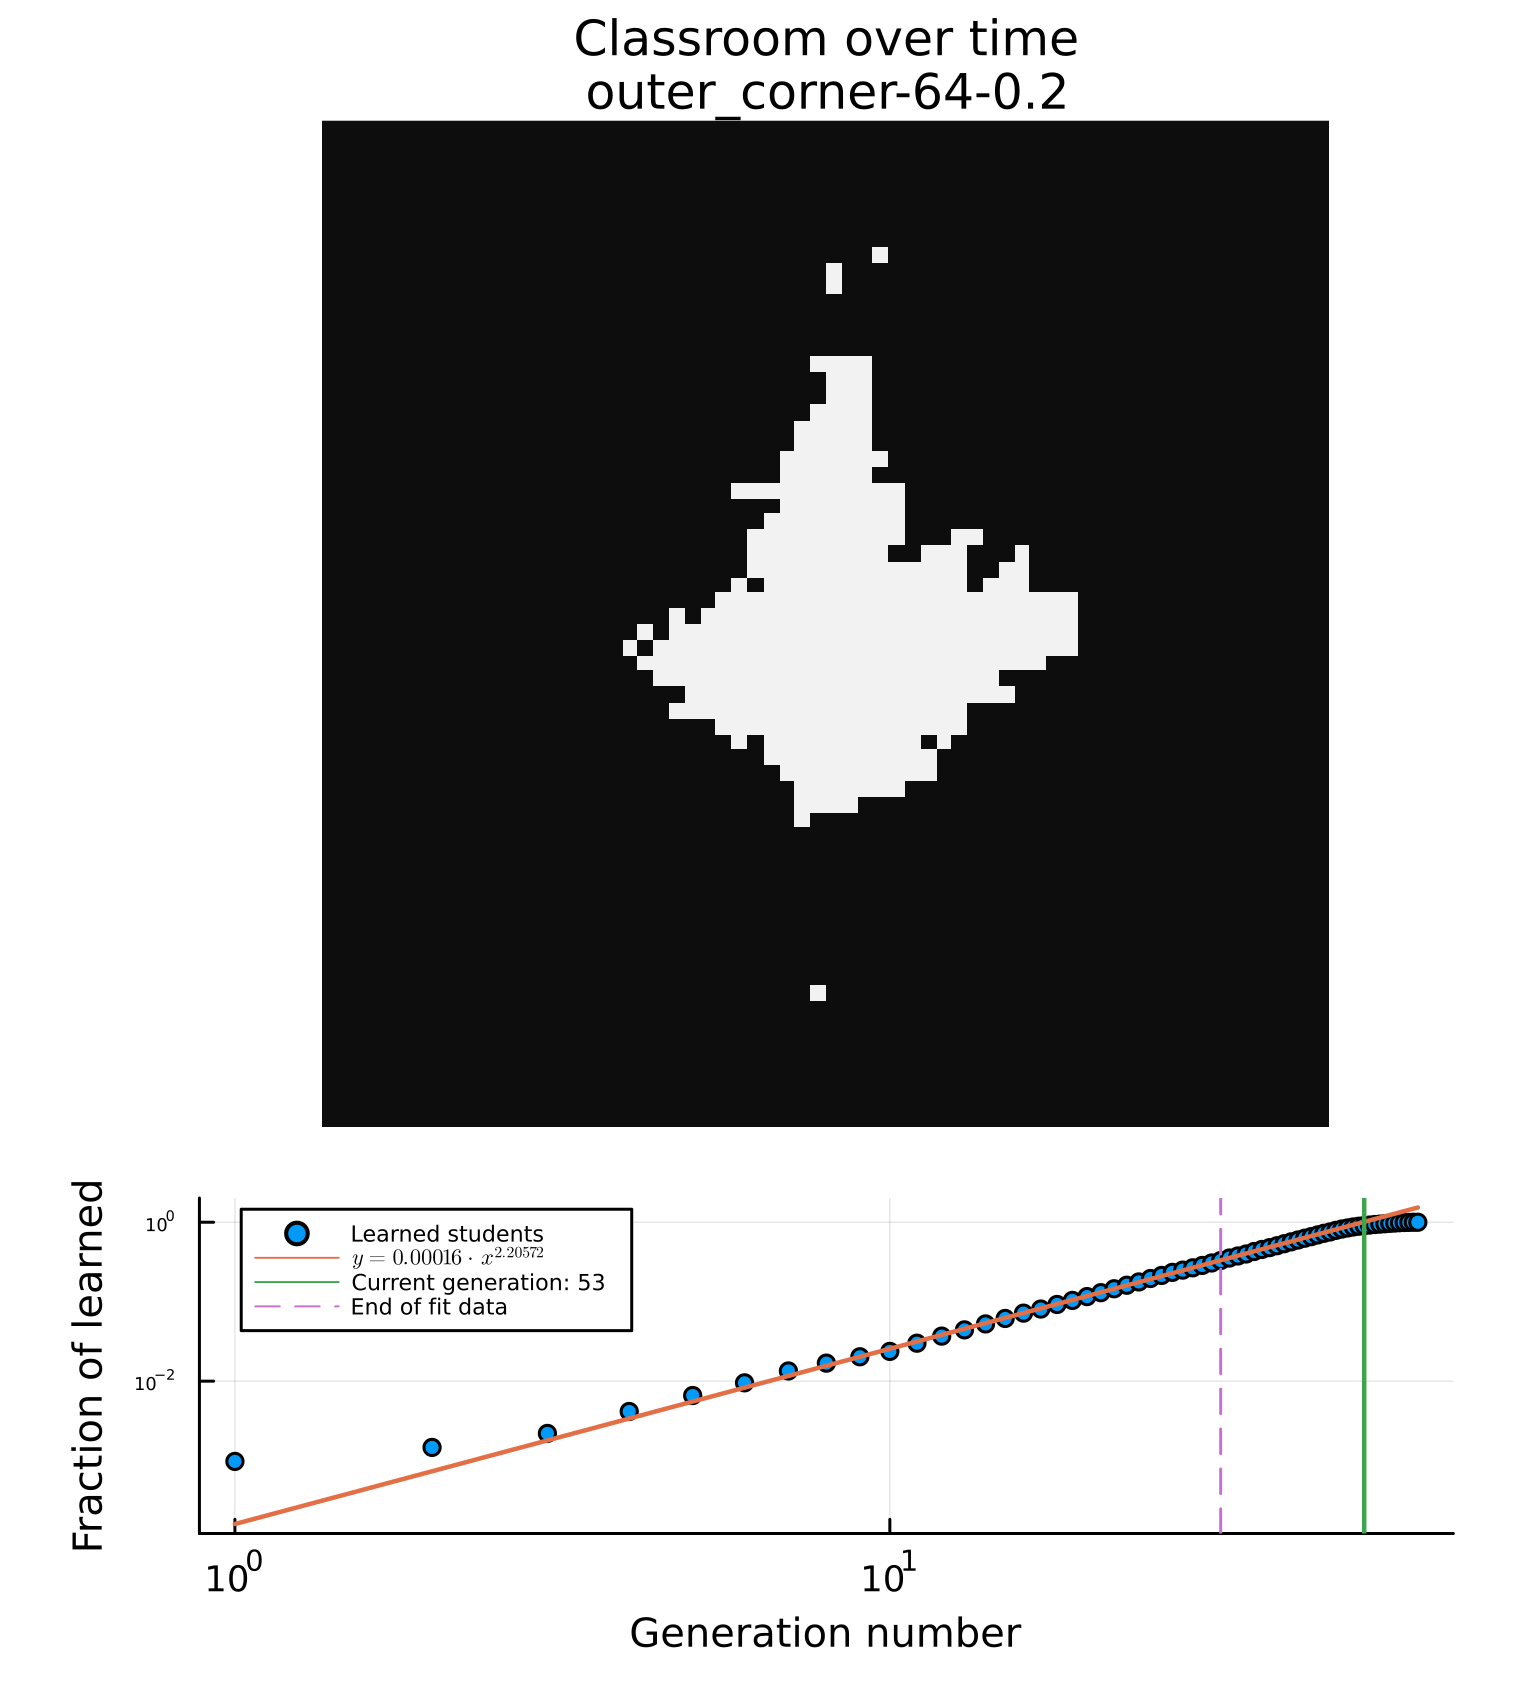 Classroom over time
outer_corner-64-0.2
Fraction of learned
10^0
10^−2
Learned students
y = 0.00016 · x^2.20572
Current generation: 53
End of fit data
10^0
10^1
Generation number